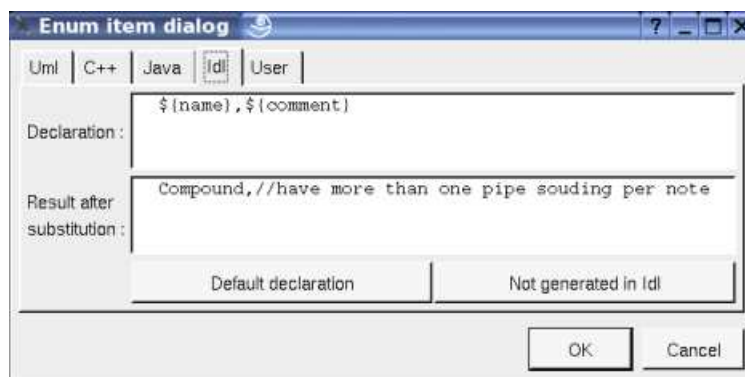 Enum item dialog
? _
Uml C++ Java Idl User
Declaration :
${name},${comment}
Result after
substitution :
Compound,//have more than one pipe souding per note
Default declaration Not generated in Idl
OK Cancel